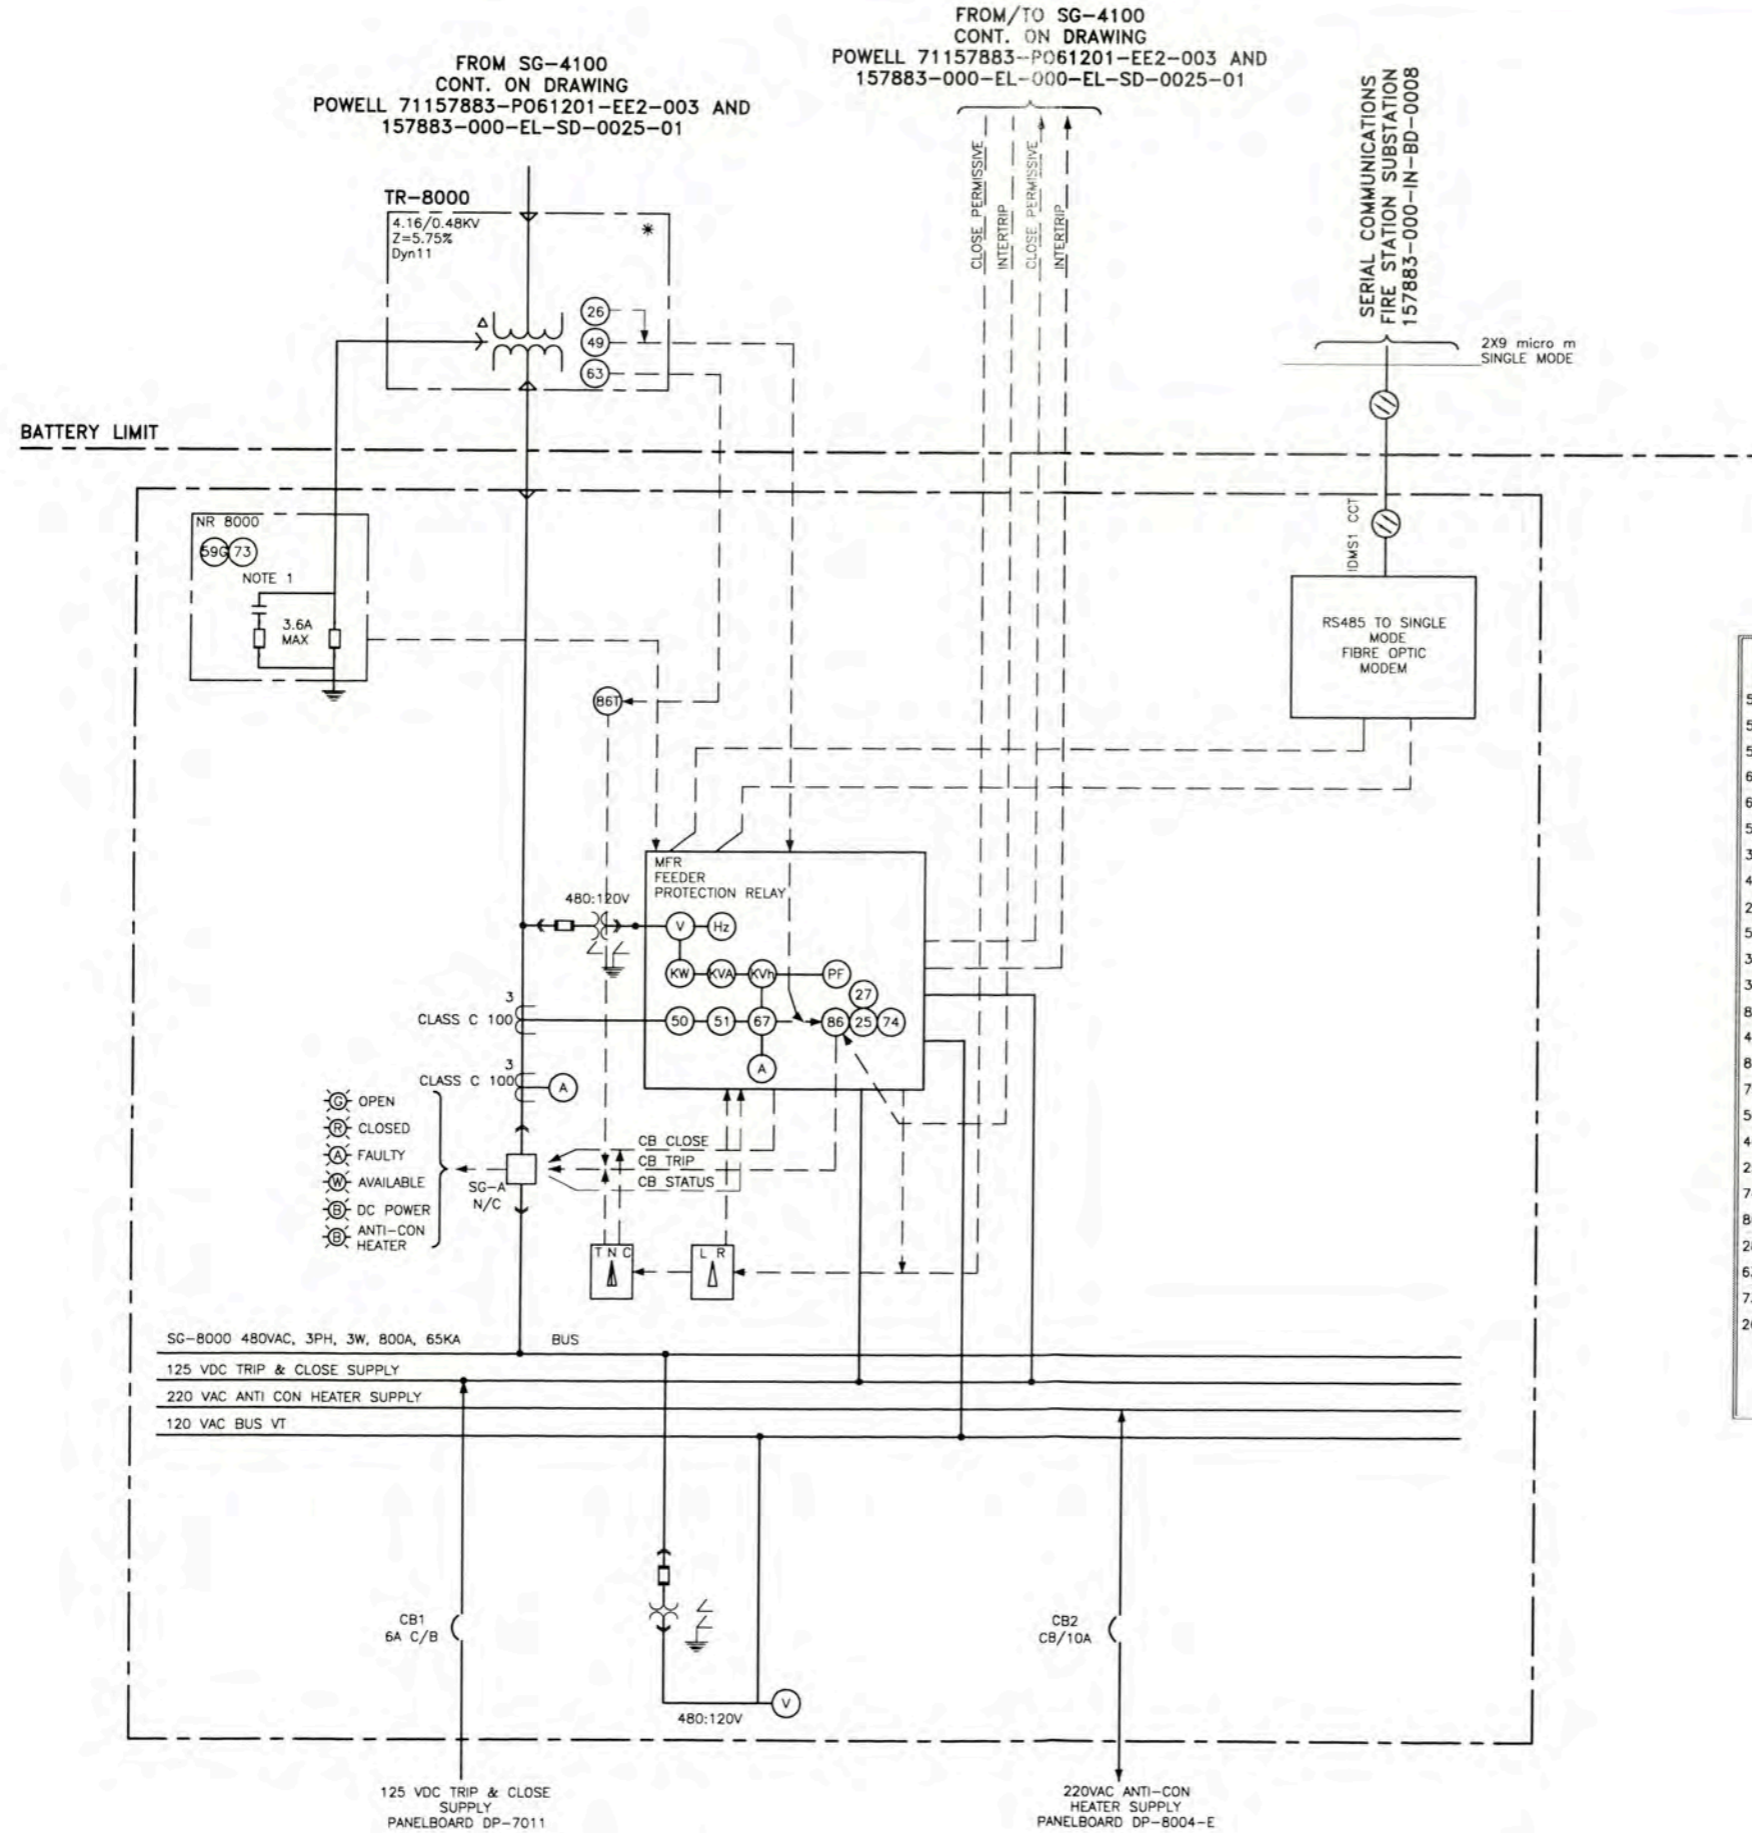 FROM/TO SG-4100
CONT. ON DRAWING
POWELL 71157883-PO61201-EE2-003 AND
157883-000-EL-000-EL-SD-0025-01
FROM SG-4100
CONT. ON DRAWING
POWELL 71157883-PO61201-EE2-003 AND
157883-000-EL-SD-0025-01
SERIAL COMMUNICATIONS
FIRE STATION SUBSTATION
157883-000-IN-BD-0008
CLOSE PERMISSIVE
INTERTRIP
CLOSE PERMISSIVE
INTERTRIP
TR-8000
4.16/0.48KV
Z=5.75%
Dyn11
*
26
49
63
Δ
2X9 micro m
SINGLE MODE
BATTERY LIMIT
NR 8000
59G 73
NOTE 1
3.6A
MAX
IDMS1 CCT
RS485 TO SINGLE
MODE
FIBRE OPTIC
MODEM
86T
MFR
FEEDER
PROTECTION RELAY
480:120V
V Hz
KW KVA KVh PF
27
3
CLASS C 100
50 51 67 86 25 74
A
3
CLASS C 100
A
G OPEN
R CLOSED
A FAULTY
W AVAILABLE
B DC POWER
B ANTI-CON
HEATER
SG-A
N/C
CB CLOSE
CB TRIP
CB STATUS
T N C
L R
SG-8000 480VAC, 3PH, 3W, 800A, 65KA BUS
125 VDC TRIP & CLOSE SUPPLY
220 VAC ANTI CON HEATER SUPPLY
120 VAC BUS VT
CB1
6A C/B
CB2
CB/10A
V
480:120V
125 VDC TRIP & CLOSE
SUPPLY
PANELBOARD DP-7011
220VAC ANTI-CON
HEATER SUPPLY
PANELBOARD DP-8004-E